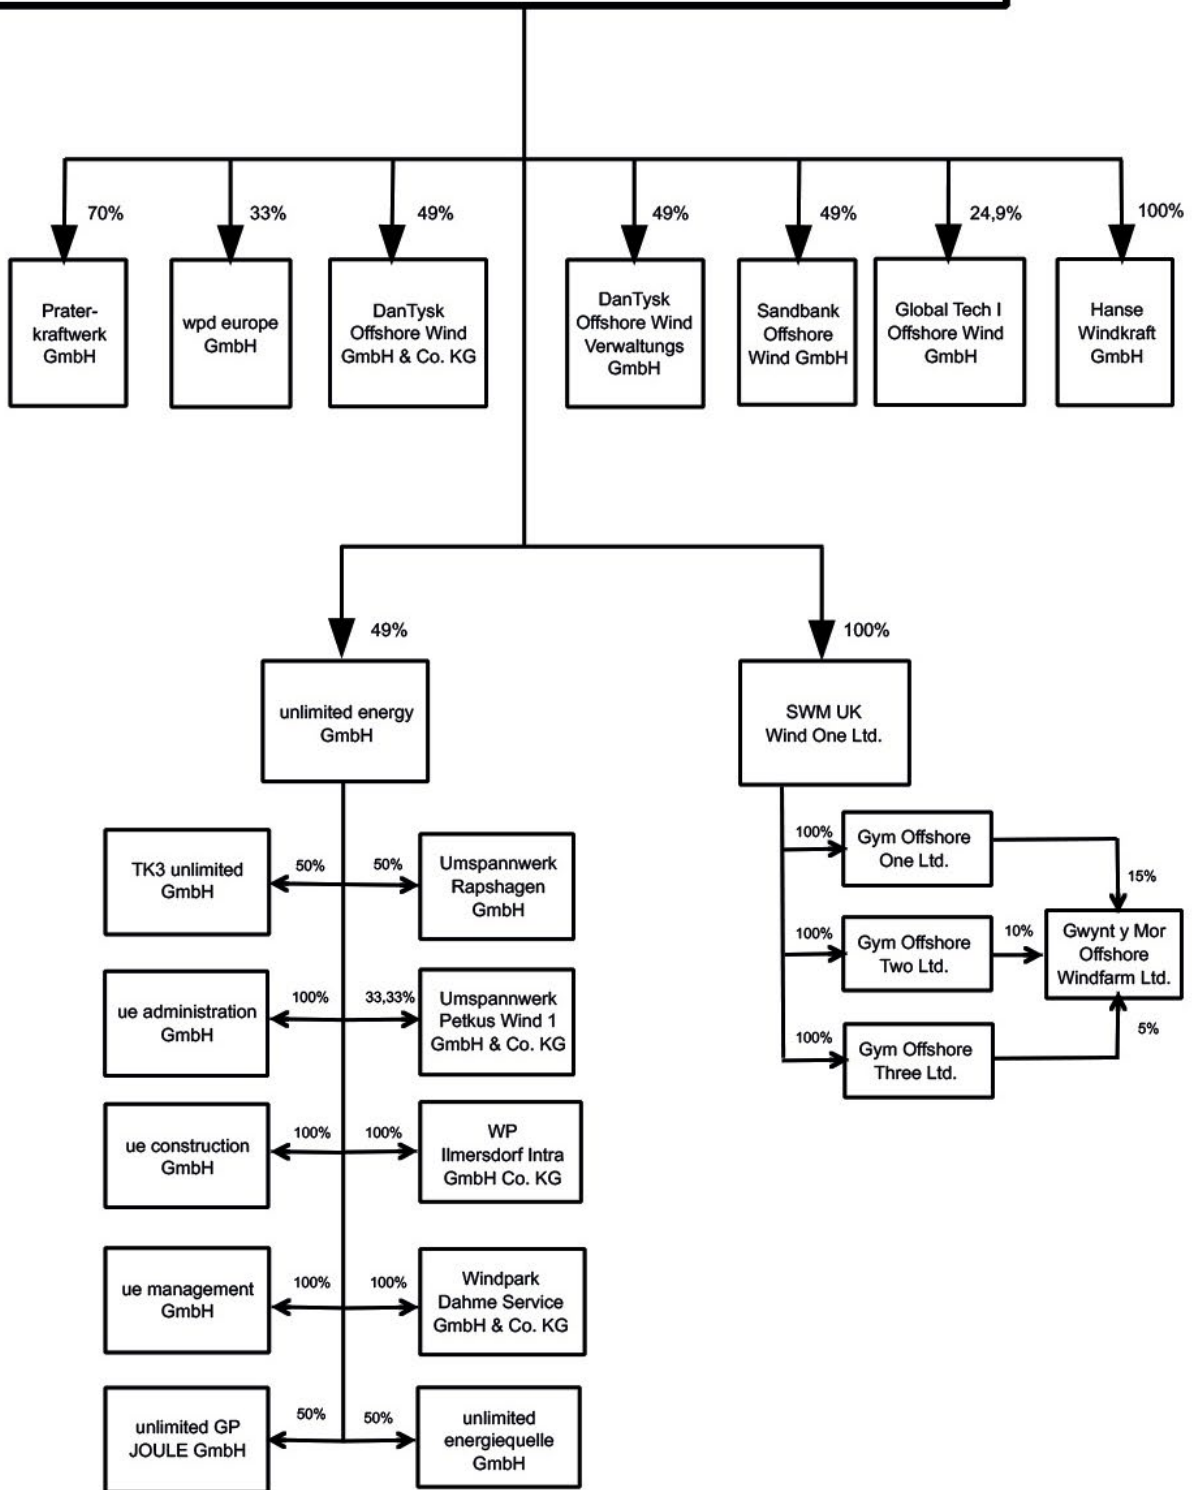 70%
33%
49%
49%
49%
24,9%
100%
Prater-
kraftwerk
GmbH
wpd europe
GmbH
DanTysk
Offshore Wind
GmbH & Co. KG
DanTysk
Offshore Wind
Verwaltungs
GmbH
Sandbank
Offshore
Wind GmbH
Global Tech I
Offshore Wind
GmbH
Hanse
Windkraft
GmbH
49%
100%
unlimited energy
GmbH
SWM UK
Wind One Ltd.
TK3 unlimited
GmbH
50%
50%
Umspannwerk
Rapshagen
GmbH
ue administration
GmbH
100%
33,33%
Umspannwerk
Petkus Wind 1
GmbH & Co. KG
ue construction
GmbH
100%
100%
WP
Ilmersdorf Intra
GmbH Co. KG
ue management
GmbH
100%
100%
Windpark
Dahme Service
GmbH & Co. KG
unlimited GP
JOULE GmbH
50%
50%
unlimited
energiequelle
GmbH
100%
Gym Offshore
One Ltd.
15%
100%
Gym Offshore
Two Ltd.
10%
Gwynt y Mor
Offshore
Windfarm Ltd.
100%
Gym Offshore
Three Ltd.
5%